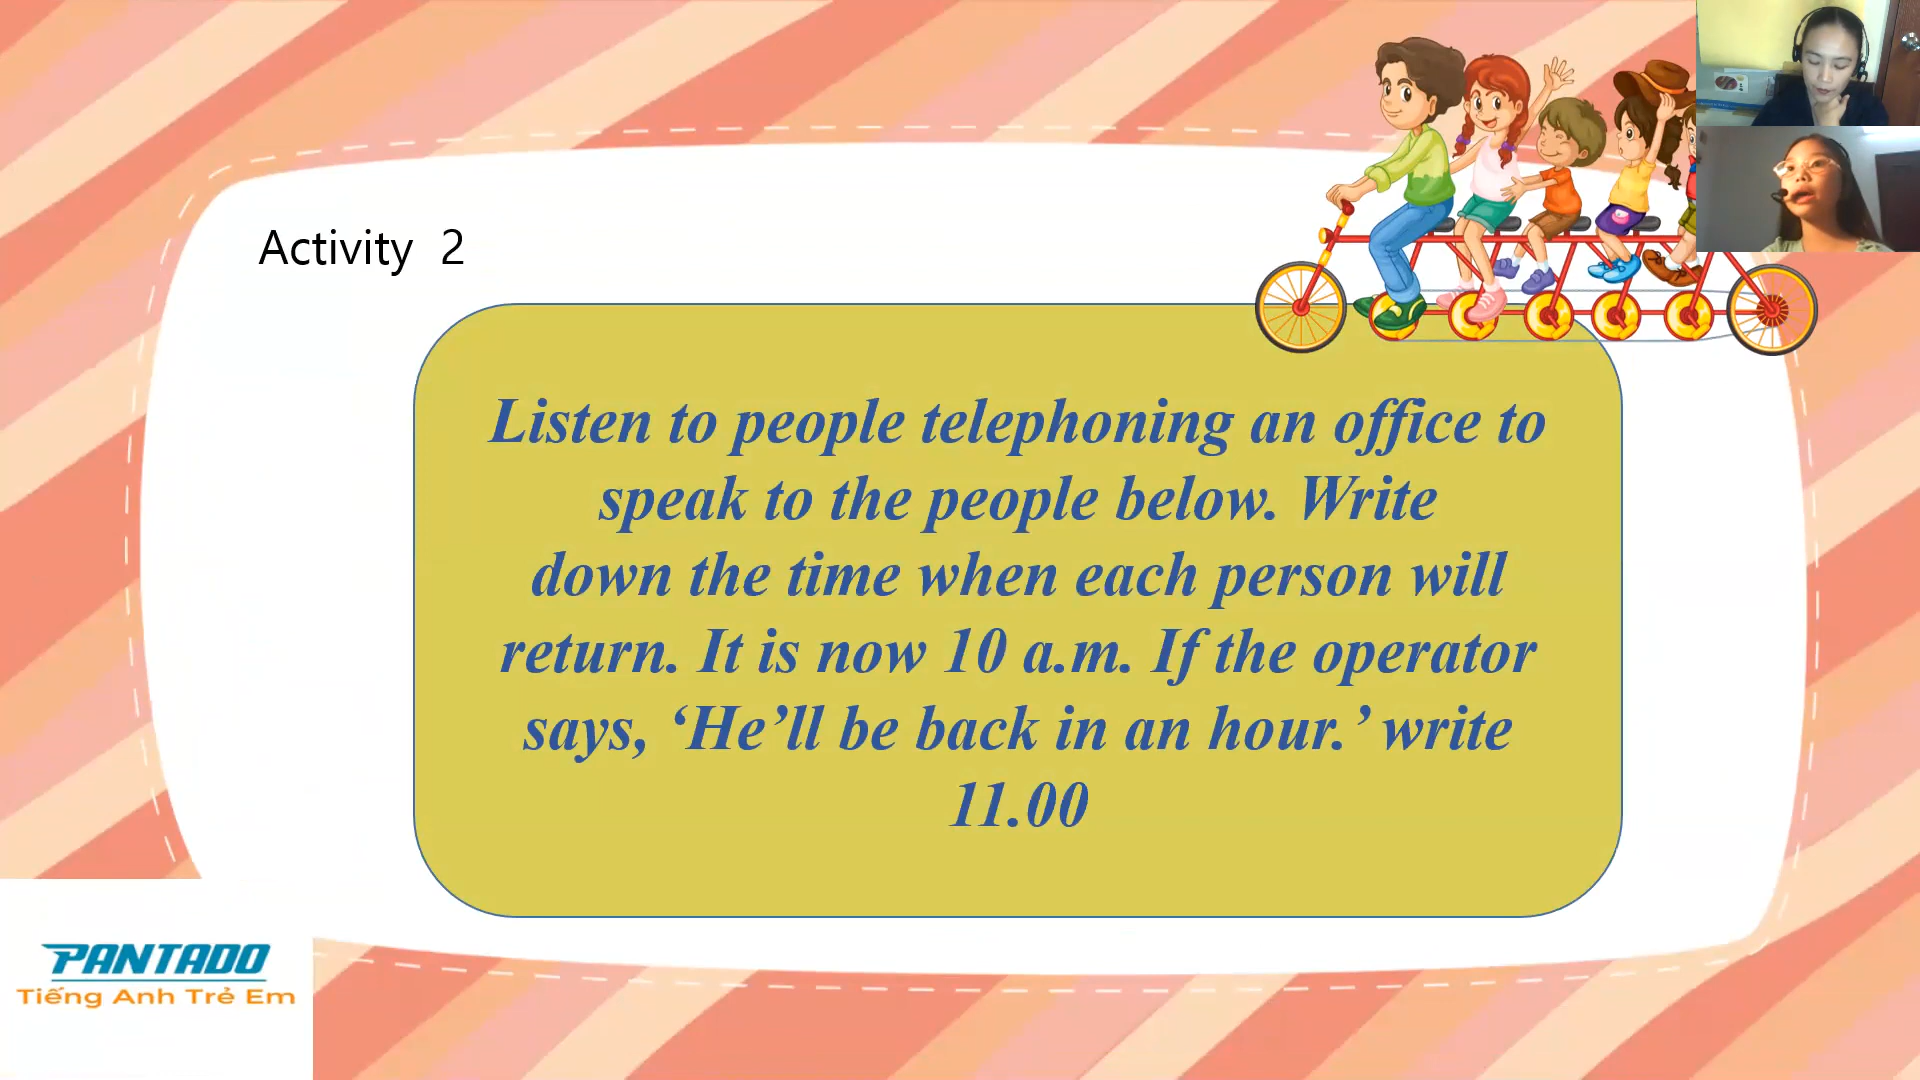 Activity 2
Listen to people telephoning an office to
speak to the people below. Write
down the time when each person will
return. It is now 10 a.m. If the operator
says, ‘He’ll be back in an hour.’ write
11.00
PANTADO
Tiếng Anh Trẻ Em